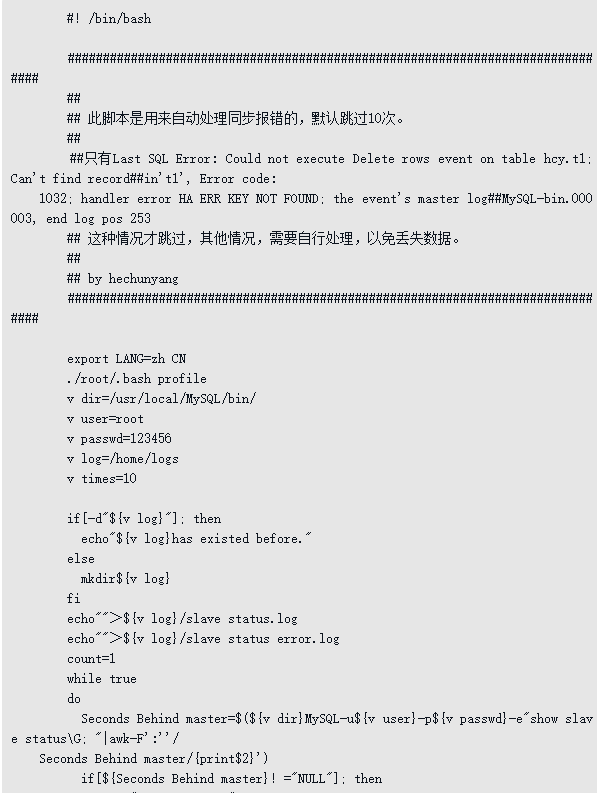 #! /bin/bash
###########################################################################
####
##
## 此脚本是用来自动处理同步报错的，默认跳过10次。
##
##只有Last SQL Error: Could not execute Delete rows event on table hcy.t1;
Can't find record##in't1', Error code:
1032; handler error HA ERR KEY NOT FOUND; the event's master log##MySQL-bin.000
003, end log pos 253
## 这种情况才跳过，其他情况，需要自行处理，以免丢失数据。
##
## by hechunyang
###########################################################################
####
export LANG=zh CN
./root/.bash profile
v dir=/usr/local/MySQL/bin/
v user=root
v passwd=123456
v log=/home/logs
v times=10
if[-d"${v log}"]; then
echo"${v log}has existed before."
else
mkdir${v log}
fi
echo"">${v log}/slave status.log
echo"">${v log}/slave status error.log
count=1
while true
do
Seconds Behind master=$(${v dir}MySQL-u${v user}-p${v passwd}-e"show slav
e status\G; "|awk-F':''/
Seconds Behind master/{print$2}')
if[${Seconds Behind master}! ="NULL"]; then